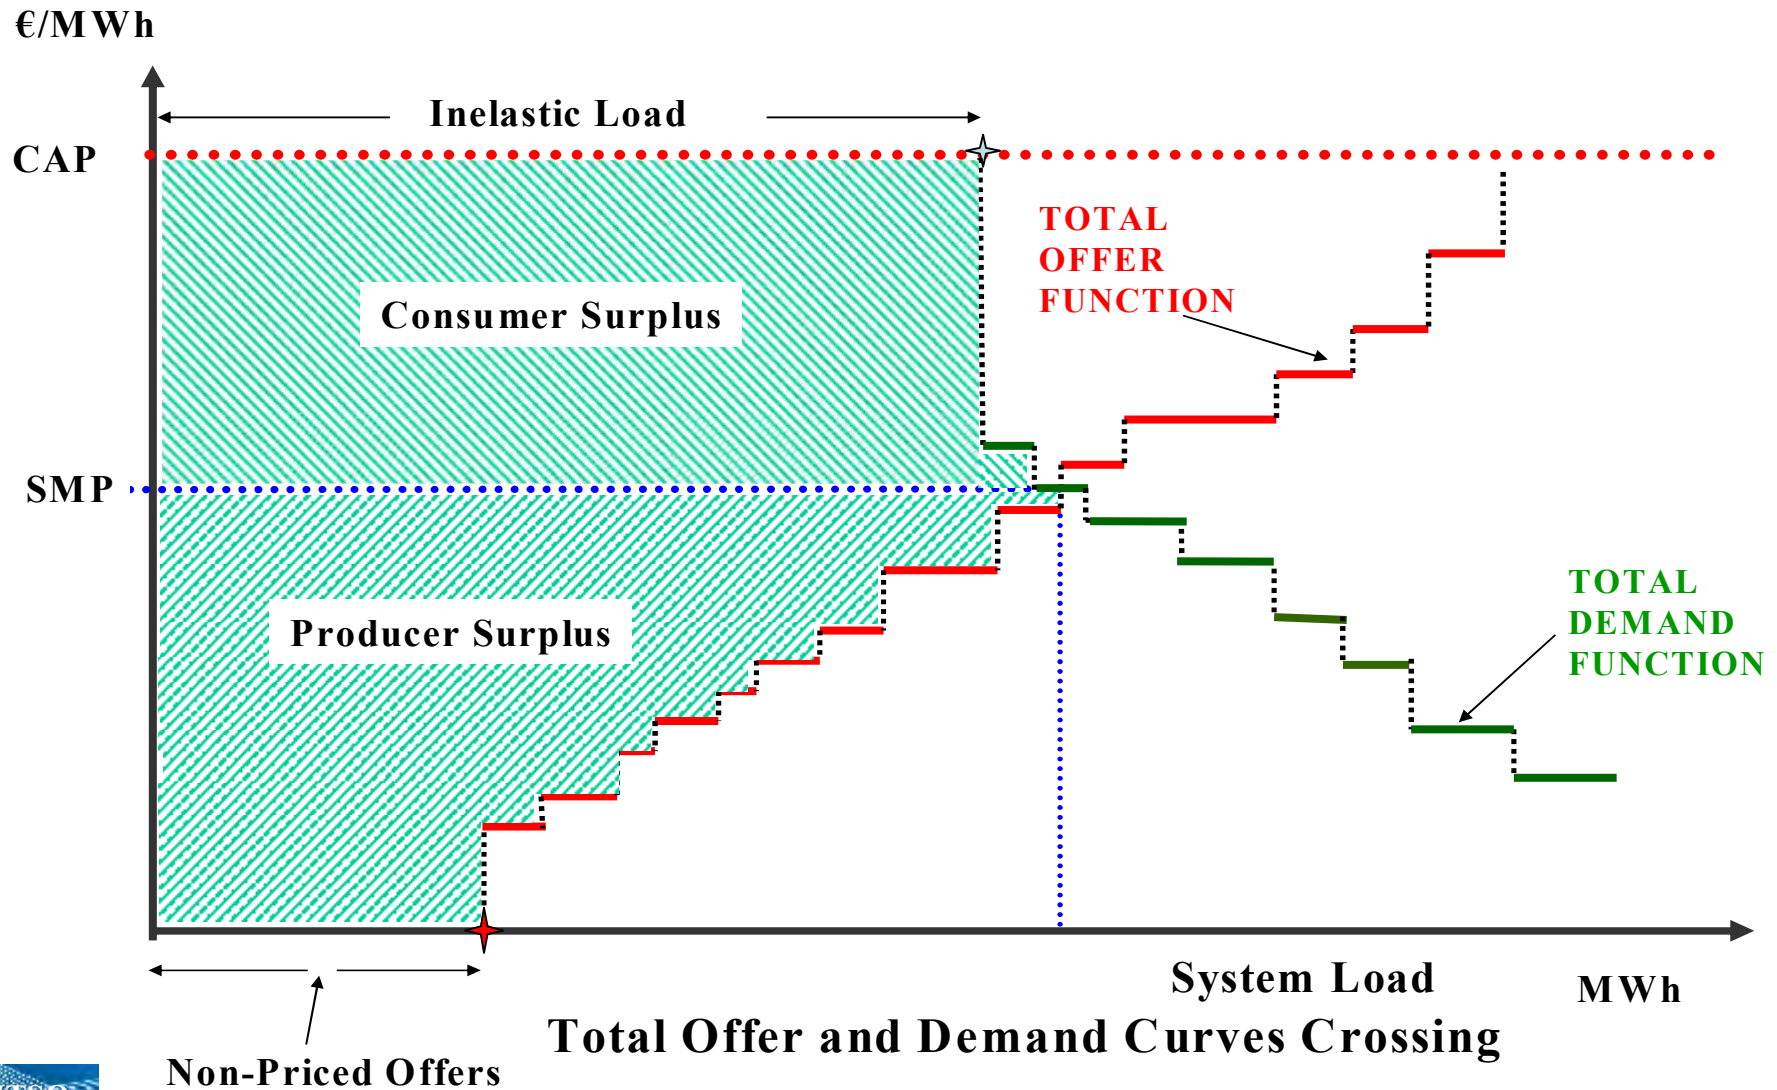 €/MWh
Inelastic Load
CAP
TOTAL
OFFER
FUNCTION
Consumer Surplus
SMP
TOTAL
DEMAND
FUNCTION
Producer Surplus
System Load
MWh
Total Offer and Demand Curves Crossing
Non-Priced Offers